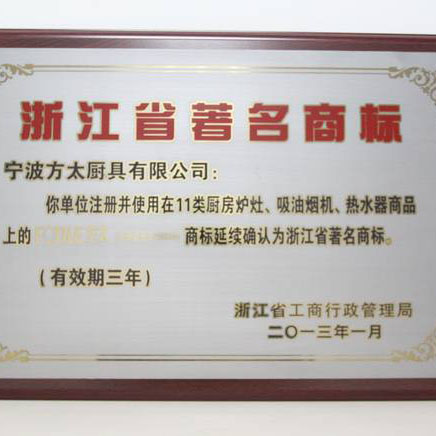 浙江省著名商标
宁波方太厨具有限公司：
你单位注册并使用在11类厨房炉灶、吸油烟机、热水器商品
上的 商标延续确认为浙江省著名商标。
（有效期三年）
浙江省工商行政管理局
二〇一三年一月